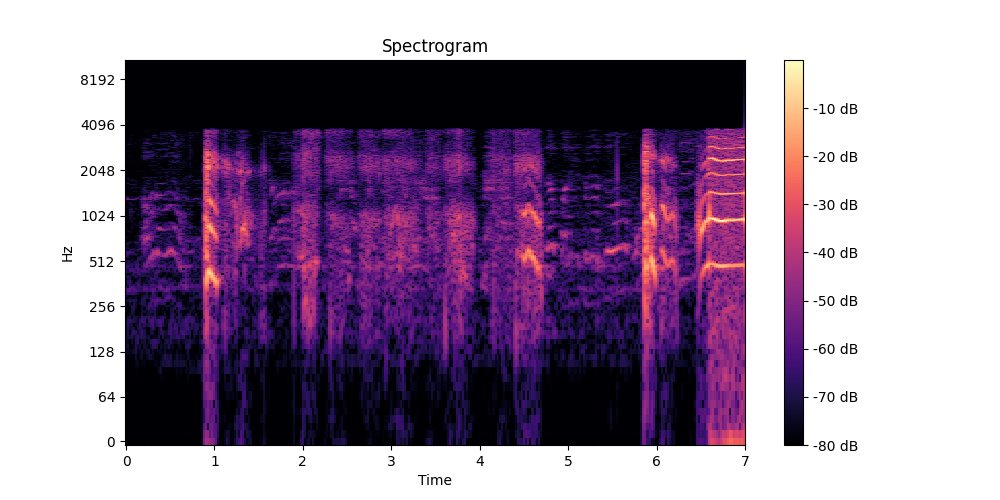 Spectrogram
8192
4096
2048
1024
512
256
128
64
0
Hz
0 1 2 3 4 5 6 7
Time
-10 dB
-20 dB
-30 dB
-40 dB
-50 dB
-60 dB
-70 dB
-80 dB